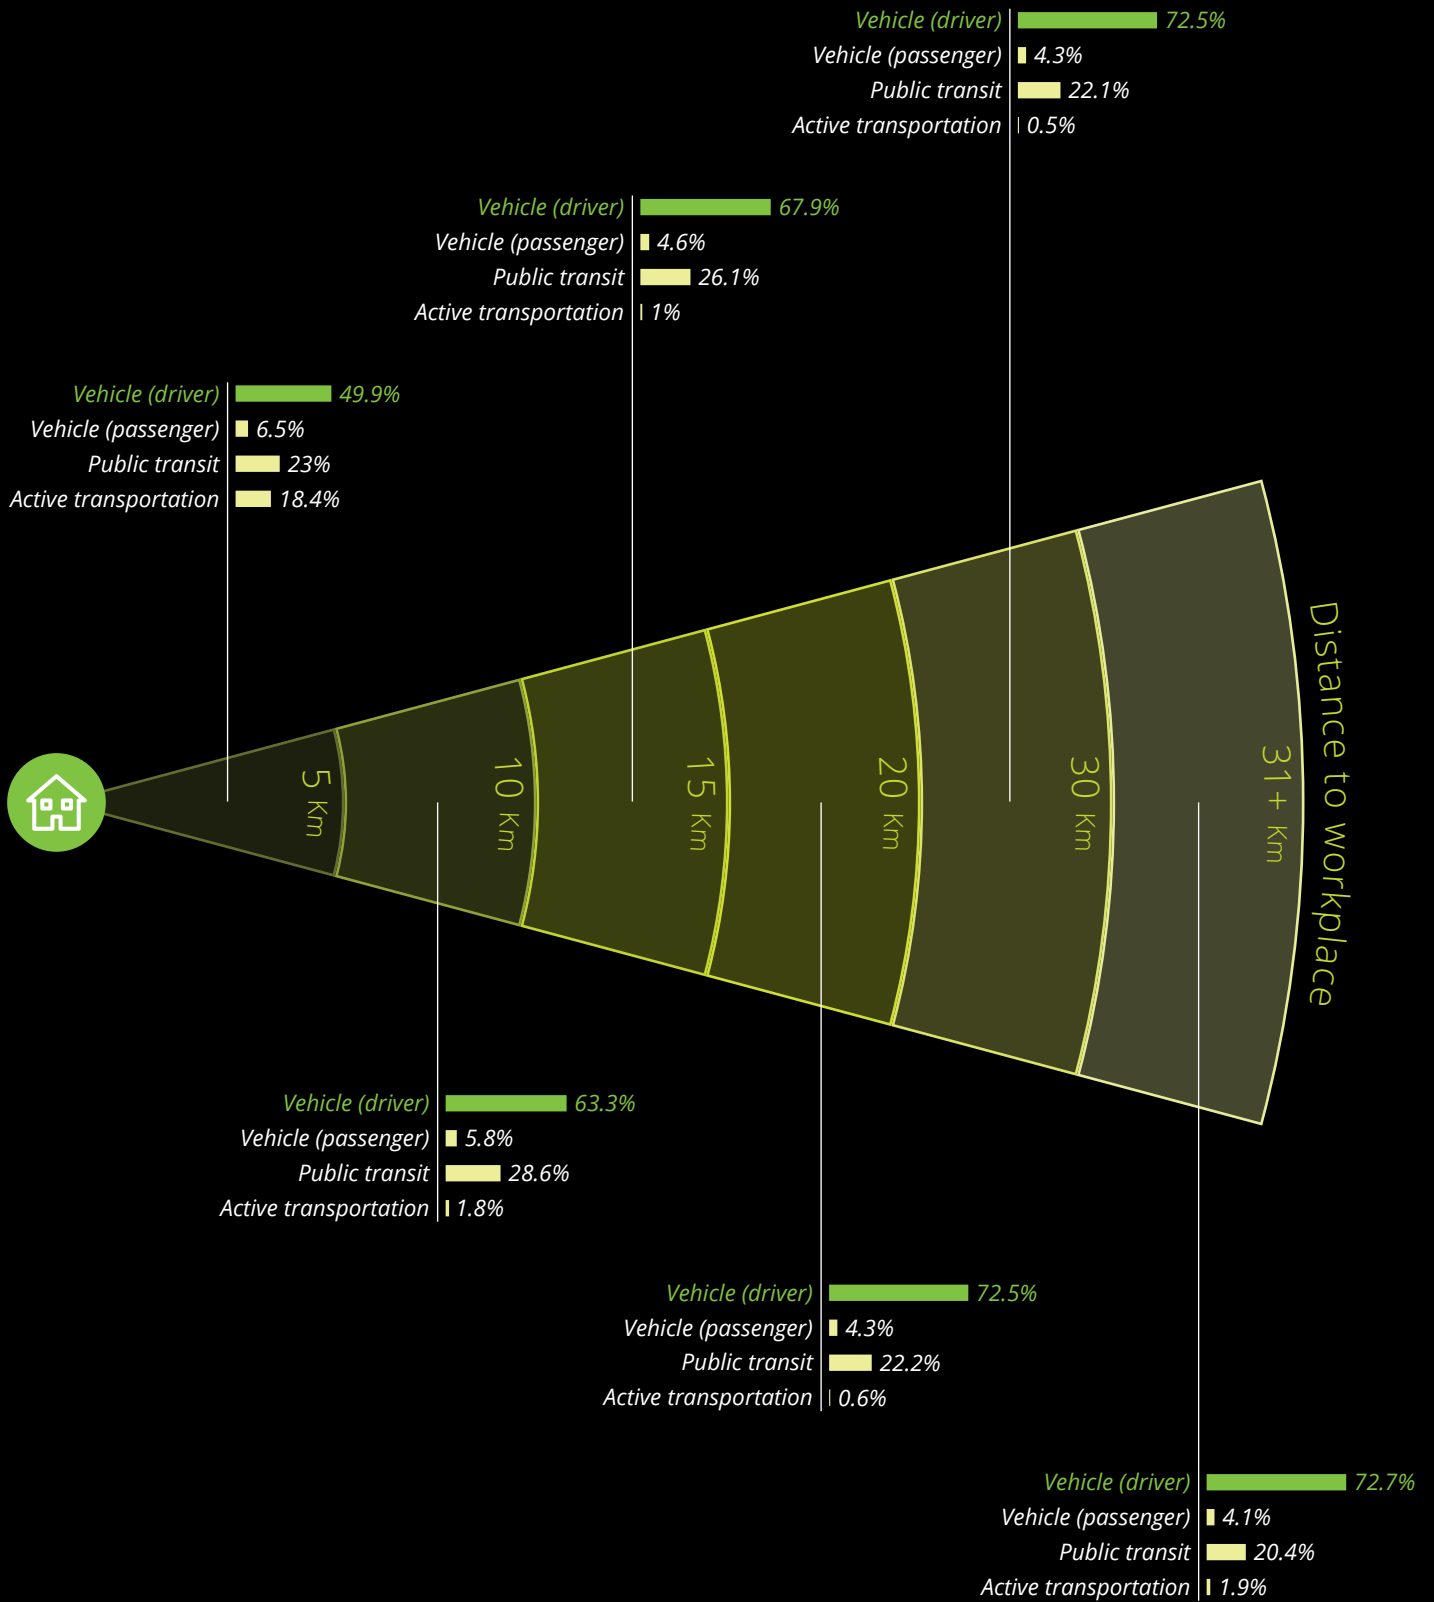 Vehicle (driver) 72.5%
Vehicle (passenger) 4.3%
Public transit 22.1%
Active transportation 0.5%
Vehicle (driver) 67.9%
Vehicle (passenger) 4.6%
Public transit 26.1%
Active transportation 1%
Vehicle (driver) 49.9%
Vehicle (passenger) 6.5%
Public transit 23%
Active transportation 18.4%
5 Km
10 Km
15 Km
20 Km
30 Km
31+ Km
Distance to workplace
Vehicle (driver) 63.3%
Vehicle (passenger) 5.8%
Public transit 28.6%
Active transportation 1.8%
Vehicle (driver) 72.5%
Vehicle (passenger) 4.3%
Public transit 22.2%
Active transportation 0.6%
Vehicle (driver) 72.7%
Vehicle (passenger) 4.1%
Public transit 20.4%
Active transportation 1.9%